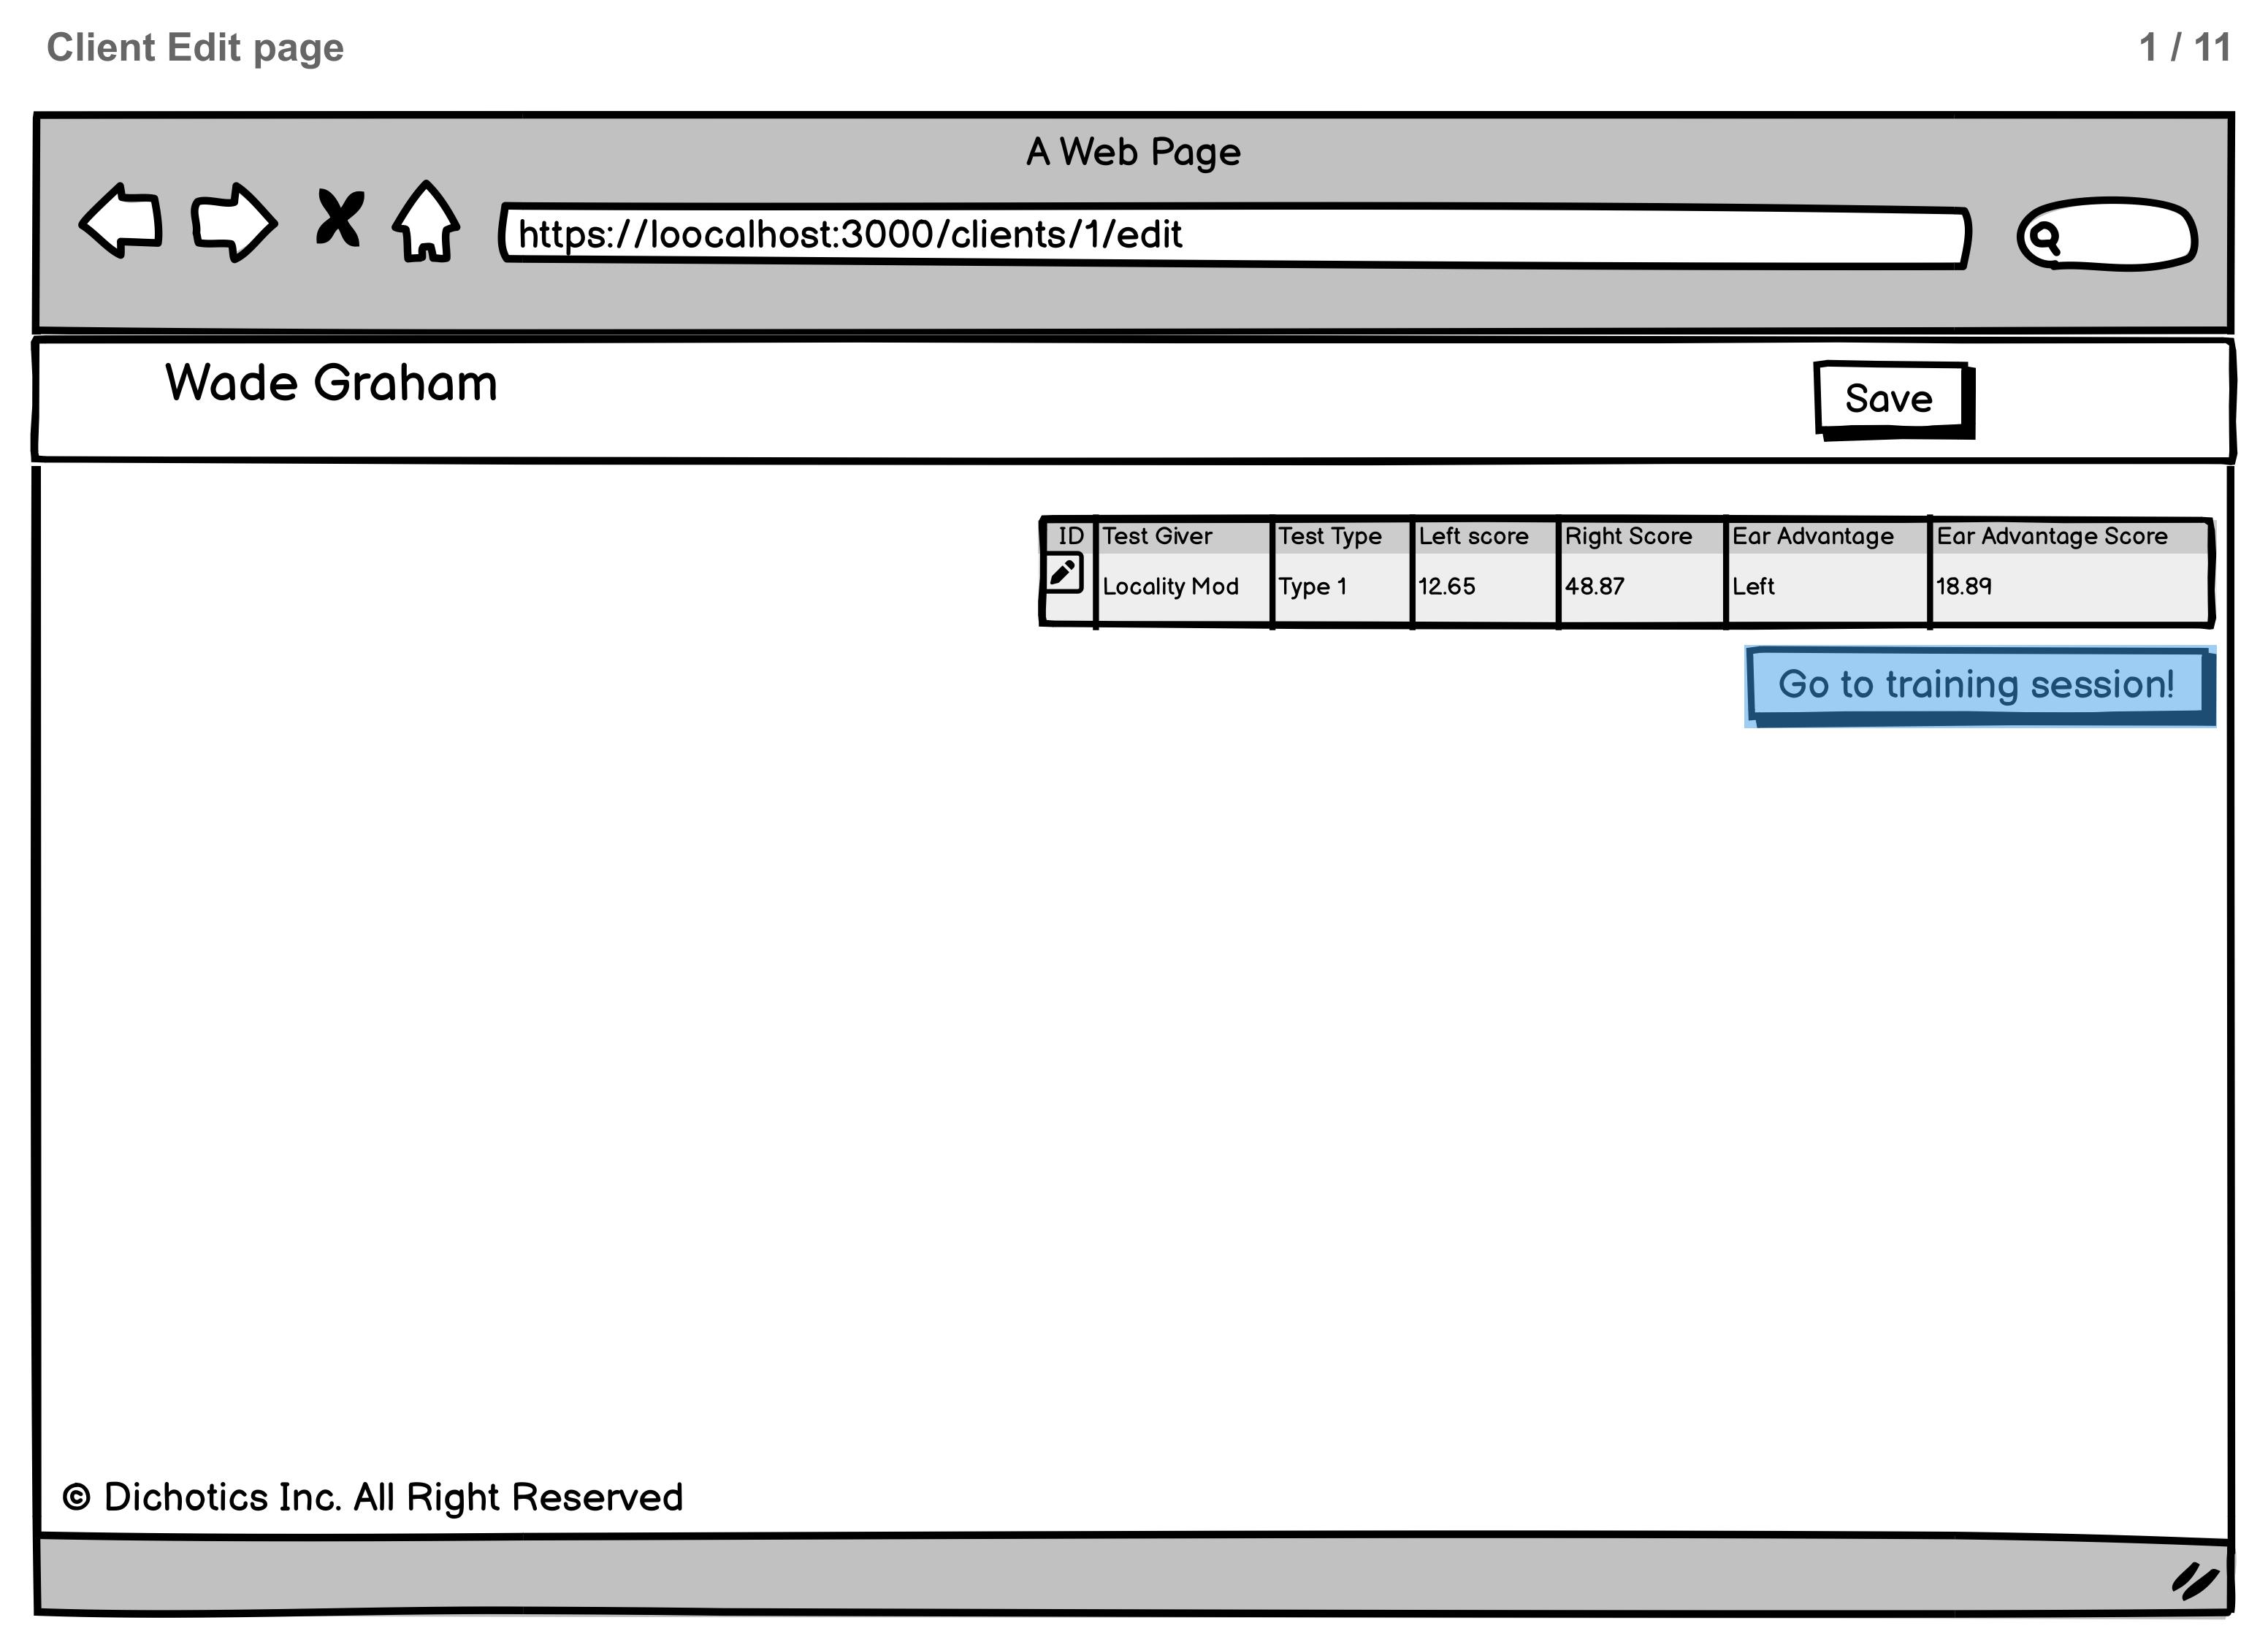 Client Edit page 1 / 11
A Web Page
https://loocalhost:3000/clients/1/edit
Wade Graham Save
ID Test Giver Test Type Left score Right Score Ear Advantage Ear Advantage Score
Locality Mod Type 1 12.65 48.87 Left 18.89
Go to training session!
© Dichotics Inc. All Right Reserved